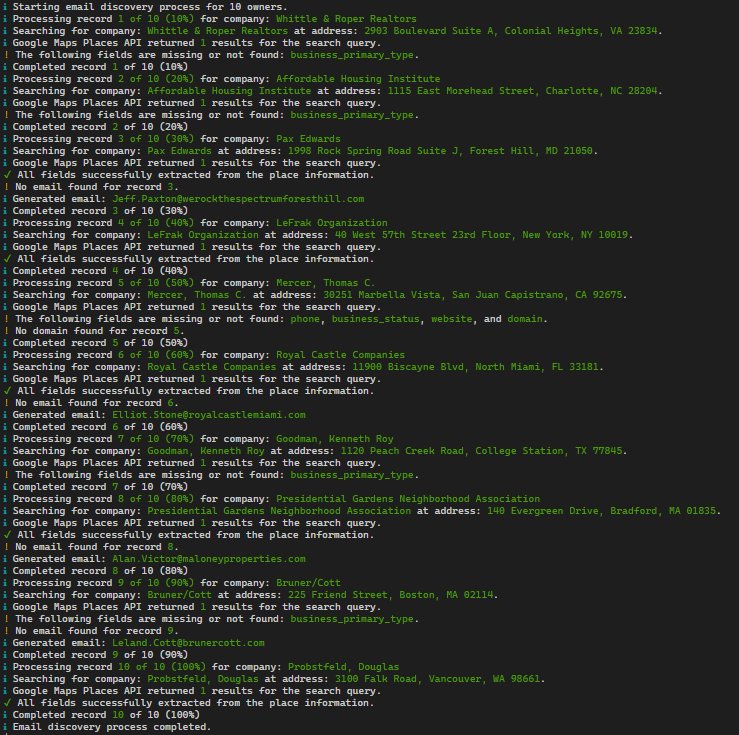 i Starting email discovery process for 10 owners.
i Processing record 1 of 10 (10%) for company: Whittle & Roper Realtors
i Searching for company: Whittle & Roper Realtors at address: 2903 Boulevard Suite A, Colonial Heights, VA 23834.
i Google Maps Places API returned 1 results for the search query.
! The following fields are missing or not found: business_primary_type.
i Completed record 1 of 10 (10%)
i Processing record 2 of 10 (20%) for company: Affordable Housing Institute
i Searching for company: Affordable Housing Institute at address: 1115 East Morehead Street, Charlotte, NC 28204.
i Google Maps Places API returned 1 results for the search query.
! The following fields are missing or not found: business_primary_type.
i Completed record 2 of 10 (20%)
i Processing record 3 of 10 (30%) for company: Pax Edwards
i Searching for company: Pax Edwards at address: 1998 Rock Spring Road Suite J, Forest Hill, MD 21050.
i Google Maps Places API returned 1 results for the search query.
✓ All fields successfully extracted from the place information.
! No email found for record 3.
i Generated email: Jeff.Paxton@werockthespectrumforesthill.com
i Completed record 3 of 10 (30%)
i Processing record 4 of 10 (40%) for company: LeFrak Organization
i Searching for company: LeFrak Organization at address: 40 West 57th Street 23rd Floor, New York, NY 10019.
i Google Maps Places API returned 1 results for the search query.
✓ All fields successfully extracted from the place information.
i Completed record 4 of 10 (40%)
i Processing record 5 of 10 (50%) for company: Mercer, Thomas C.
i Searching for company: Mercer, Thomas C. at address: 30251 Marbella Vista, San Juan Capistrano, CA 92675.
i Google Maps Places API returned 1 results for the search query.
! The following fields are missing or not found: phone, business_status, website, and domain.
! No domain found for record 5.
i Completed record 5 of 10 (50%)
i Processing record 6 of 10 (60%) for company: Royal Castle Companies
i Searching for company: Royal Castle Companies at address: 11900 Biscayne Blvd, North Miami, FL 33181.
i Google Maps Places API returned 1 results for the search query.
✓ All fields successfully extracted from the place information.
! No email found for record 6.
i Generated email: Elliot.Stone@royalcastlemiami.com
i Completed record 6 of 10 (60%)
i Processing record 7 of 10 (70%) for company: Goodman, Kenneth Roy
i Searching for company: Goodman, Kenneth Roy at address: 1120 Peach Creek Road, College Station, TX 77845.
i Google Maps Places API returned 1 results for the search query.
! The following fields are missing or not found: business_primary_type.
i Completed record 7 of 10 (70%)
i Processing record 8 of 10 (80%) for company: Presidential Gardens Neighborhood Association
i Searching for company: Presidential Gardens Neighborhood Association at address: 140 Evergreen Drive, Bradford, MA 01835.
i Google Maps Places API returned 1 results for the search query.
✓ All fields successfully extracted from the place information.
! No email found for record 8.
i Generated email: Alan.Victor@maloneyproperties.com
i Completed record 8 of 10 (80%)
i Processing record 9 of 10 (90%) for company: Bruner/Cott
i Searching for company: Bruner/Cott at address: 225 Friend Street, Boston, MA 02114.
i Google Maps Places API returned 1 results for the search query.
! The following fields are missing or not found: business_primary_type.
! No email found for record 9.
i Generated email: Leland.Cott@brunercott.com
i Completed record 9 of 10 (90%)
i Processing record 10 of 10 (100%) for company: Probstfeld, Douglas
i Searching for company: Probstfeld, Douglas at address: 3100 Falk Road, Vancouver, WA 98661.
i Google Maps Places API returned 1 results for the search query.
✓ All fields successfully extracted from the place information.
i Completed record 10 of 10 (100%)
i Email discovery process completed.